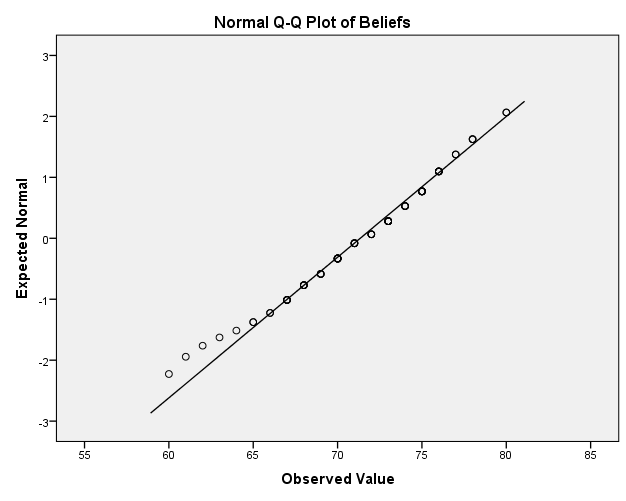 Normal Q-Q Plot of Beliefs
3
2
1
0
-1
-2
-3
Expected Normal
55 60 65 70 75 80 85
Observed Value